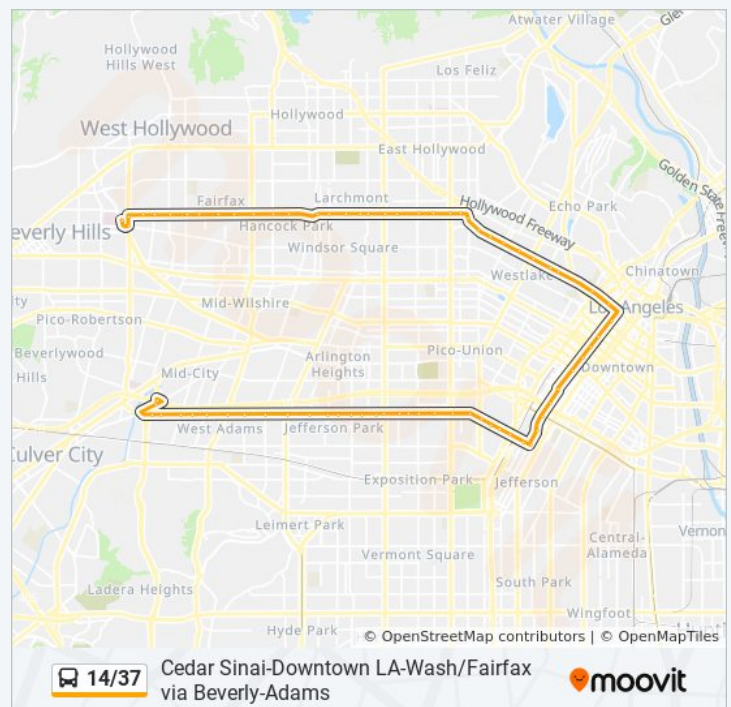 Atwater Village
Hollywood
Hills West
Los Feliz
Hollywood
West Hollywood
East Hollywood
Golden State Freew
Fairfax
Larchmont
Hollywood Freeway
Echo Park
everly Hills
Hancock Park
Windsor Square
Westlake
Chinatown
Mid-Wilshire
Los Angeles
Pico-Robertson
Beverlywood
Hills
Arlington
Heights
Pico-Union
Downtown
Mid-City
West Adams
Jefferson Park
Culver City
Exposition Park
Jefferson
Leimert Park
Vermont Square
Central-
Alameda
Vernon
Ladera Heights
South Park
Wingfoot
Hyde Park
© OpenStreetMap contributors | © OpenMapTiles
14/37
Cedar Sinai-Downtown LA-Wash/Fairfax
via Beverly-Adams
moovit